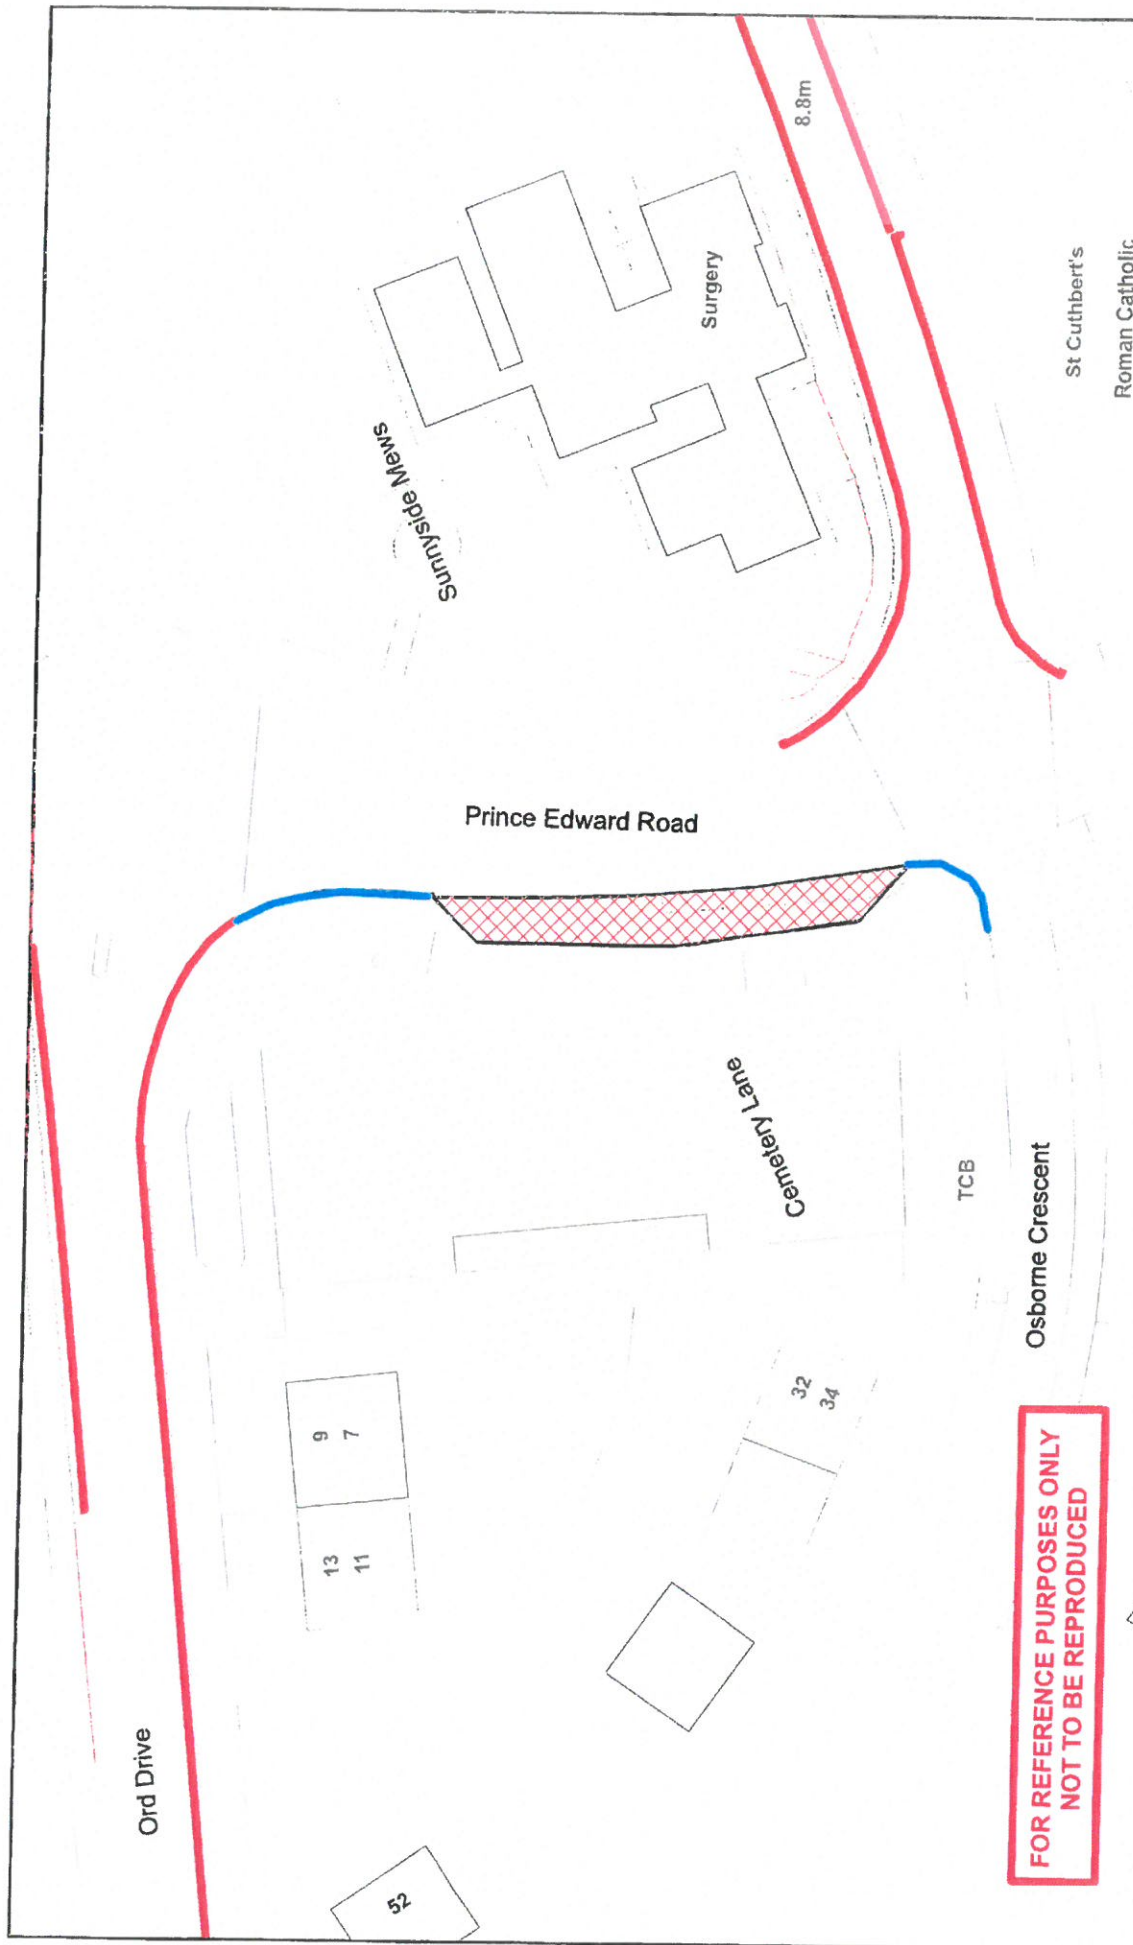 8.8m
Surgery
St Cuthbert's
Roman Catholic
Sunnyside Mews
Prince Edward Road
Cemetery Lane
TCB
Osborne Crescent
9
7
13
11
32
34
Ord Drive
52
FOR REFERENCE PURPOSES ONLY
NOT TO BE REPRODUCED